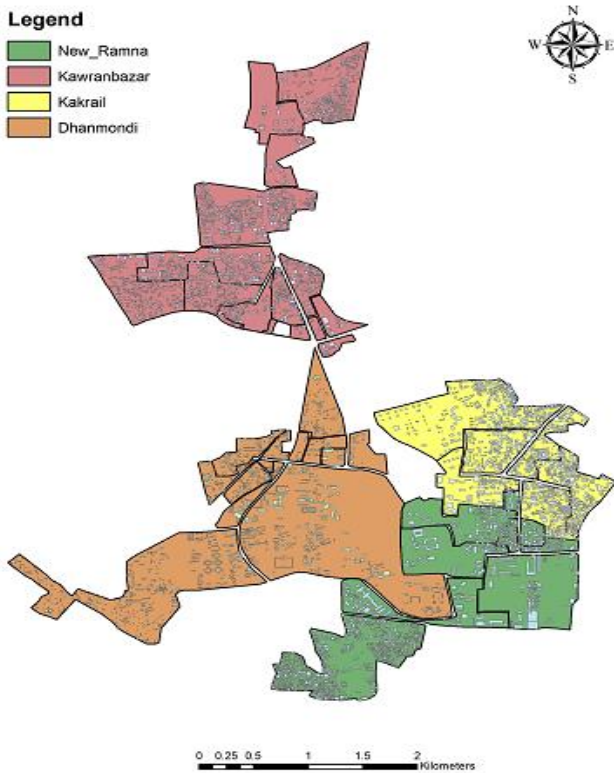 Legend
New_Ramna
Kawranbazar
Kakrail
Dhanmondi
N
W E
S
0 0.25 0.5 1 1.5 2
Kilometers